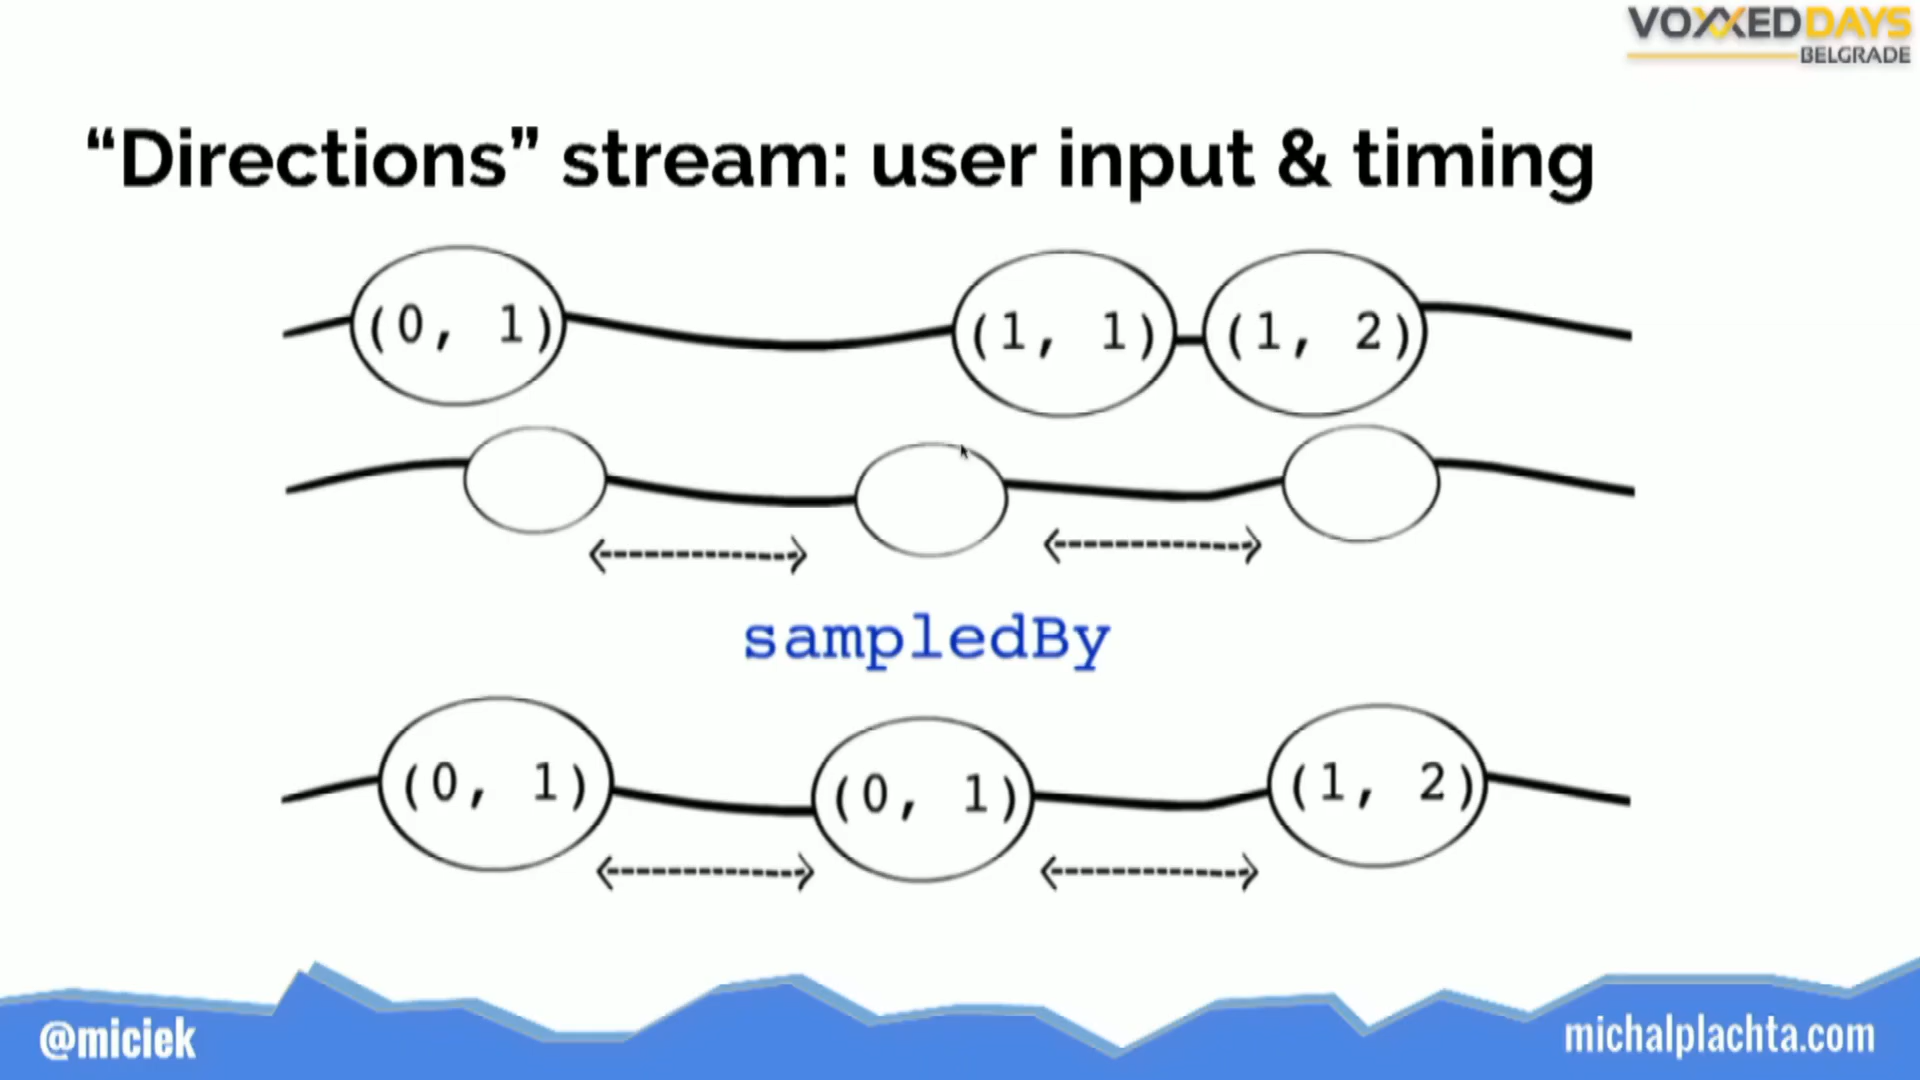 VOXXEDDAYS
BELGRADE
“Directions” stream: user input & timing
(0, 1)
(1, 1)
(1, 2)
sampledBy
(0, 1)
(0, 1)
(1, 2)
@miciek
michalplachta.com